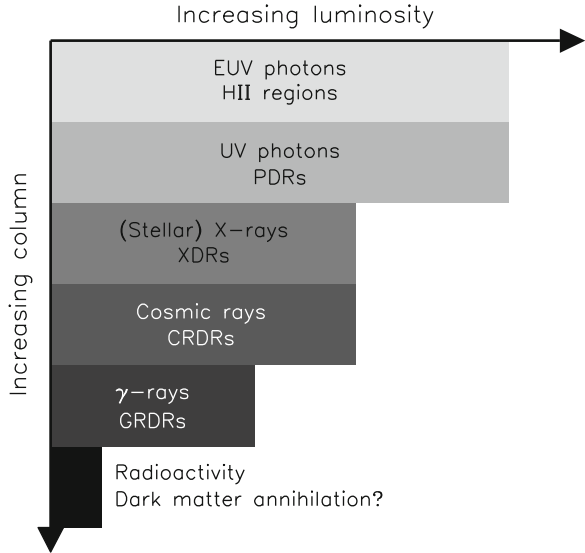 Increasing luminosity
EUV photons
HII regions
UV photons
PDRs
(Stellar) X-rays
XDRs
Cosmic rays
CRDRs
γ-rays
GRDRs
Radioactivity
Dark matter annihilation?
Increasing column